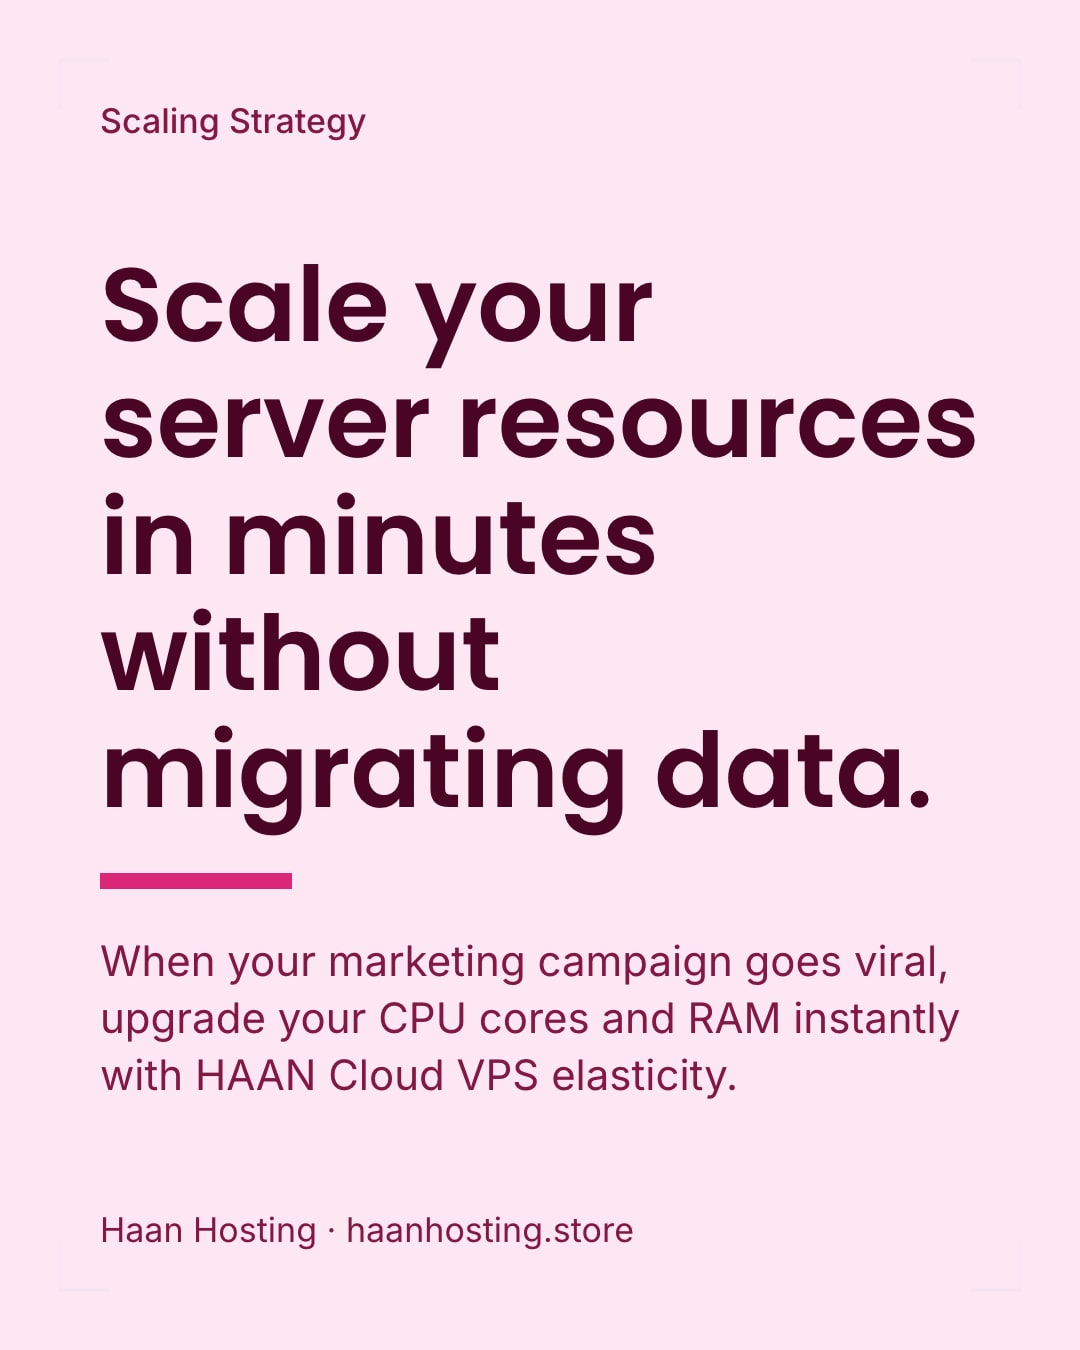 Scaling Strategy
Scale your
server resources
in minutes
without
migrating data.
When your marketing campaign goes viral,
upgrade your CPU cores and RAM instantly
with HAAN Cloud VPS elasticity.
Haan Hosting · haanhosting.store